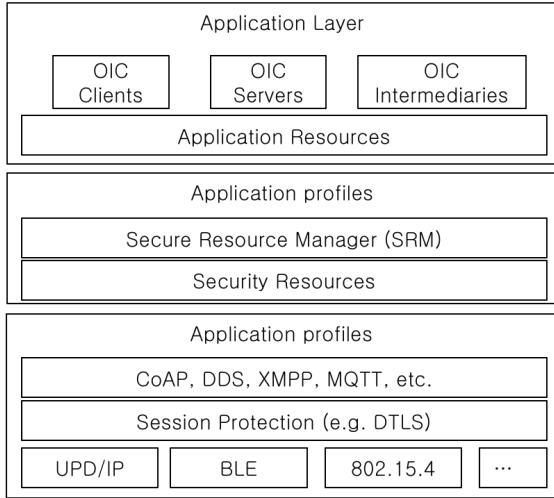 Application Layer
OIC Clients
OIC Servers
OIC Intermediaries
Application Resources
Application profiles
Secure Resource Manager (SRM)
Security Resources
Application profiles
CoAP, DDS, XMPP, MQTT, etc.
Session Protection (e.g. DTLS)
UPD/IP
BLE
802.15.4
...